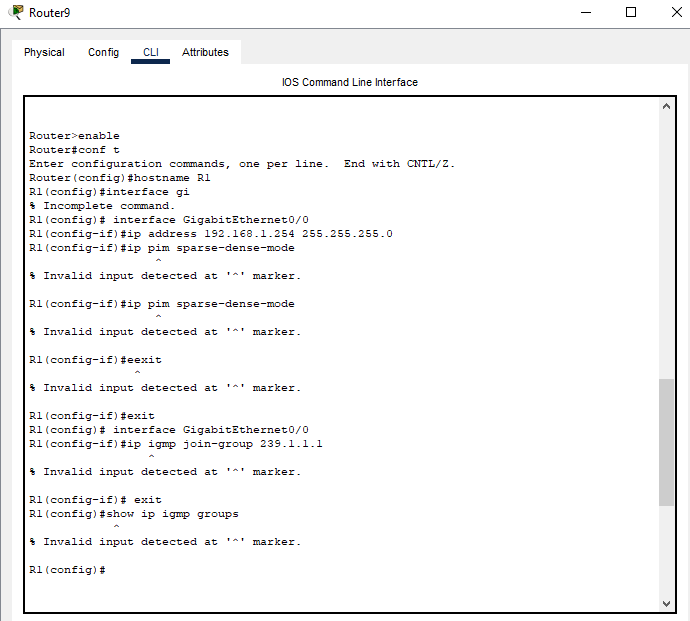 Router9
Physical Config CLI Attributes
IOS Command Line Interface
Router>enable
Router#conf t
Enter configuration commands, one per line.  End with CNTL/Z.
Router(config)#hostname R1
R1(config)#interface gi
% Incomplete command.
R1(config)# interface GigabitEthernet0/0
R1(config-if)#ip address 192.168.1.254 255.255.255.0
R1(config-if)#ip pim sparse-dense-mode
^
% Invalid input detected at '^' marker.
R1(config-if)#ip pim sparse-dense-mode
^
% Invalid input detected at '^' marker.
R1(config-if)#eexit
^
% Invalid input detected at '^' marker.
R1(config-if)#exit
R1(config)# interface GigabitEthernet0/0
R1(config-if)#ip igmp join-group 239.1.1.1
^
% Invalid input detected at '^' marker.
R1(config-if)# exit
R1(config)#show ip igmp groups
^
% Invalid input detected at '^' marker.
R1(config)#